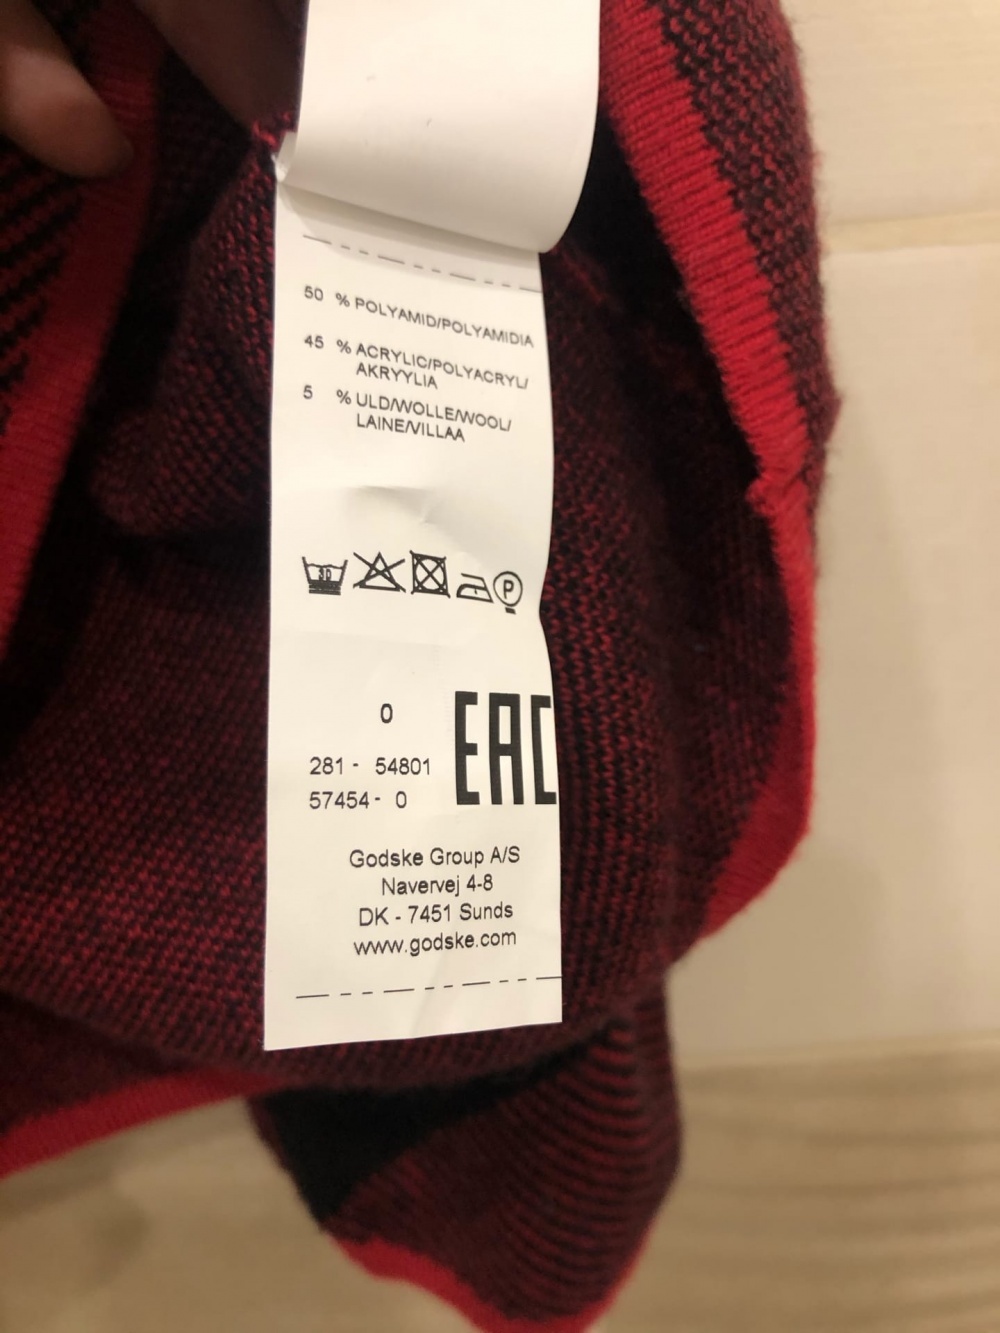 50 % POLYAMID/POLYAMIDIA
45 % ACRYLIC/POLYACRYL/
AKRYYLIA
5 % ULD/WOLLE/WOOL/
LAINE/VILLAA
30
P
0
281 - 54801
57454 - 0
EAC
Godske Group A/S
Navervej 4-8
DK - 7451 Sunds
www.godske.com